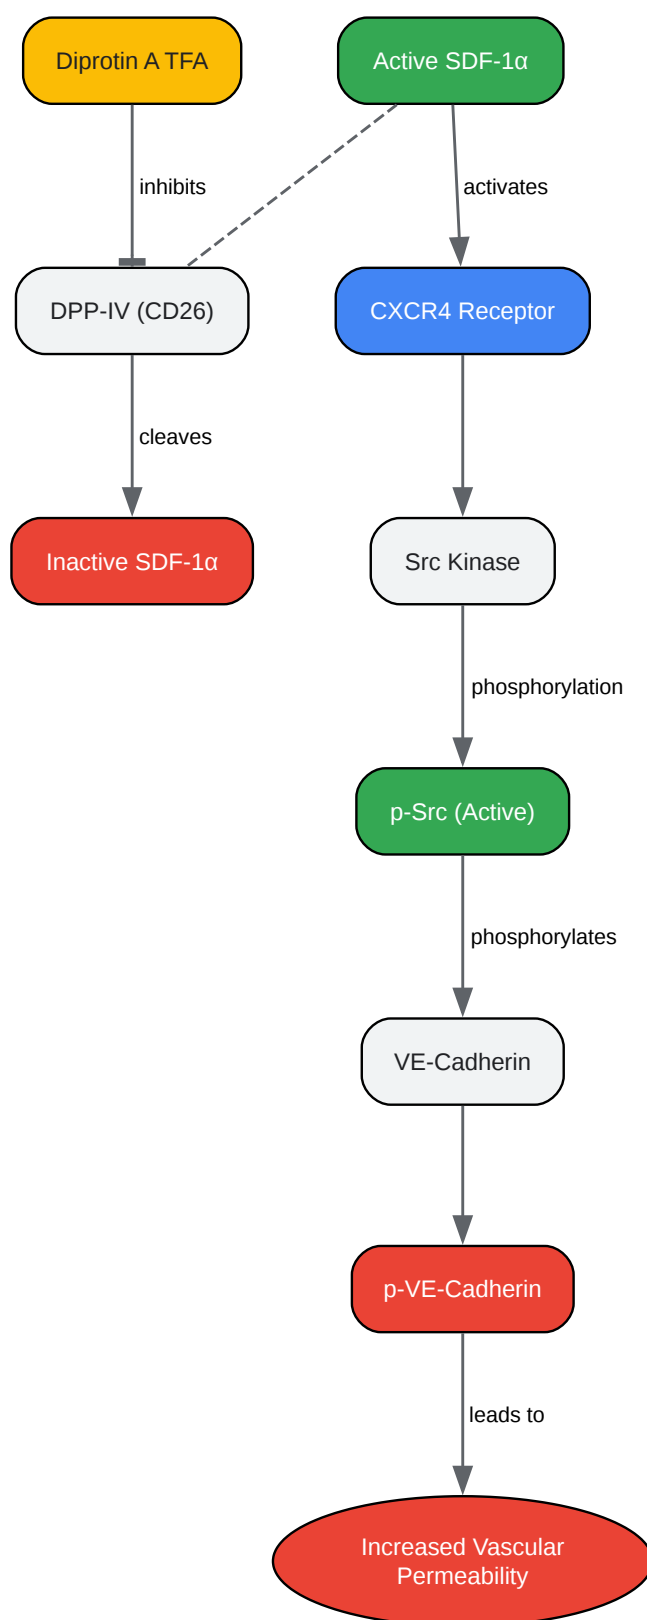 Diprotin A TFA
Active SDF-1α
inhibits
activates
DPP-IV (CD26)
CXCR4 Receptor
cleaves
Inactive SDF-1α
Src Kinase
phosphorylation
p-Src (Active)
phosphorylates
VE-Cadherin
p-VE-Cadherin
leads to
Increased Vascular
Permeability